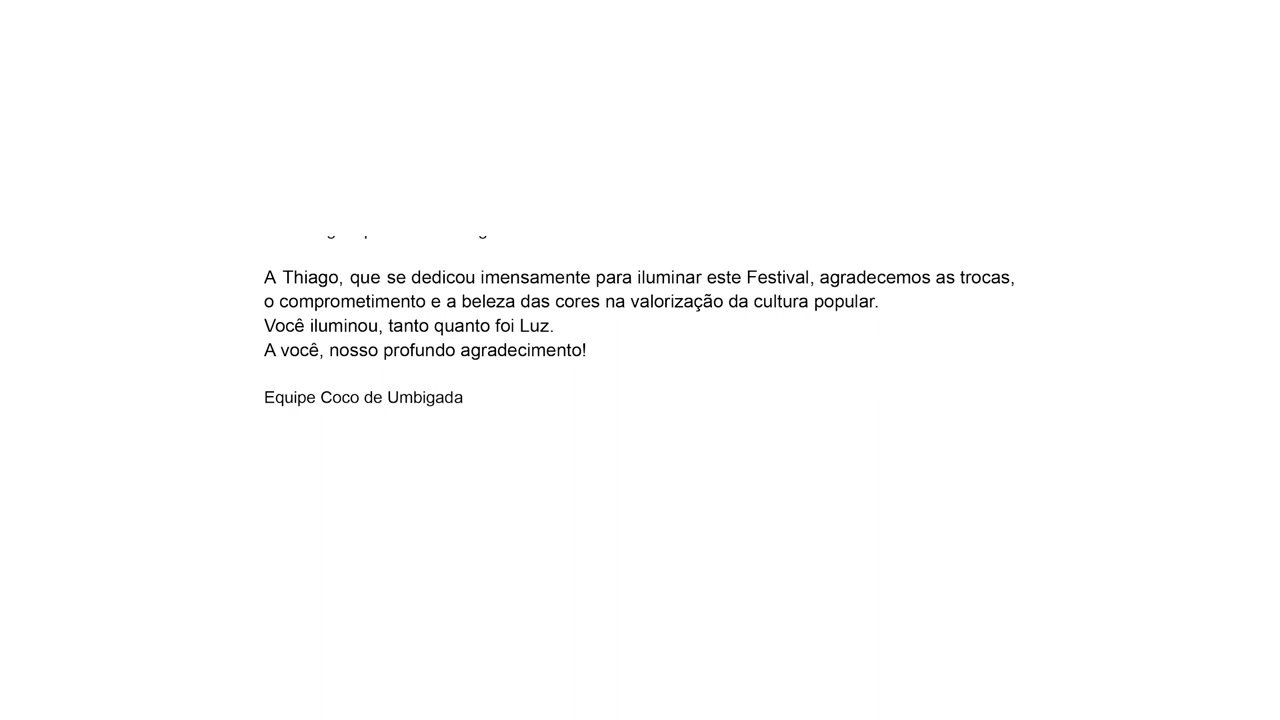 A Thiago, que se dedicou imensamente para iluminar este Festival, agradecemos as trocas,
o comprometimento e a beleza das cores na valorização da cultura popular.
Você iluminou, tanto quanto foi Luz.
A você, nosso profundo agradecimento!
Equipe Coco de Umbigada